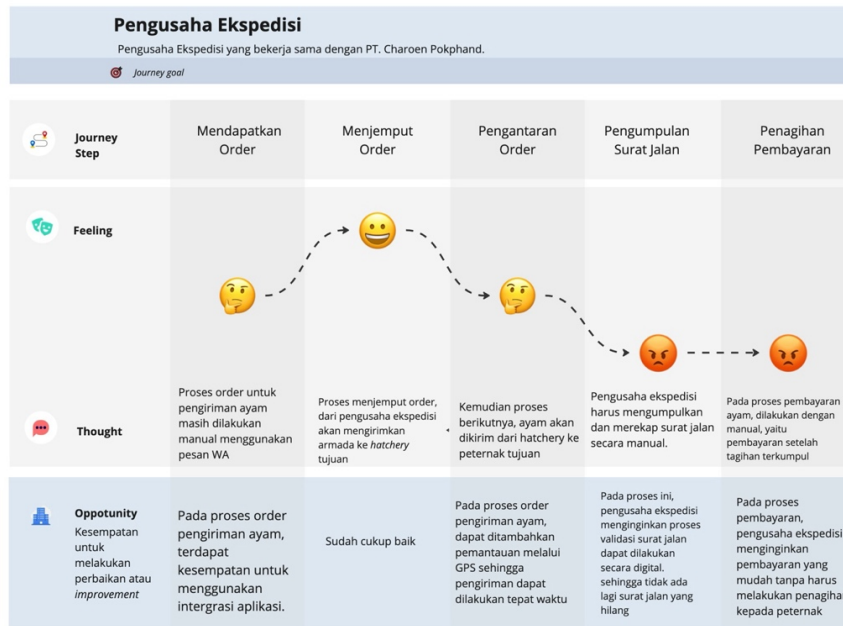 Pengusaha Ekspedisi
Pengusaha Ekspedisi yang bekerja sama dengan PT. Charoen Pokphand.
Journey goal
Journey
Step
Mendapatkan
Order
Menjemput
Order
Pengantaran
Order
Pengumpulan
Surat Jalan
Penagihan
Pembayaran
Feeling
Thought
Proses order untuk
pengiriman ayam
masih dilakukan
manual menggunakan
pesan WA
Proses menjemput order,
dari pengusaha ekspedisi
akan mengirimkan
armada ke hatchery
tujuan
Kemudian proses
berikutnya, ayam akan
dikirim dari hatchery ke
peternak tujuan
Pengusaha ekspedisi
harus mengumpulkan
dan merekap surat jalan
secara manual.
Pada proses pembayaran
ayam, dilakukan dengan
manual, yaitu
pembayaran setelah
tagihan terkumpul
Oppotunity
Kesempatan
untuk
melakukan
perbaikan atau
improvement
Pada proses order
pengiriman ayam,
terdapat
kesempatan untuk
menggunakan
intergrasi aplikasi.
Sudah cukup baik
Pada proses order
pengiriman ayam,
dapat ditambahkan
pemantauan melalui
GPS sehingga
pengiriman dapat
dilakukan tepat waktu
Pada proses ini,
pengusaha ekspedisi
menginginkan proses
validasi surat jalan
dapat dilakukan
secara digital.
sehingga tidak ada
lagi surat jalan yang
hilang
Pada proses
pembayaran,
pengusaha ekspedisi
menginginkan
pembayaran yang
mudah tanpa harus
melakukan penagiha
kepada peternak